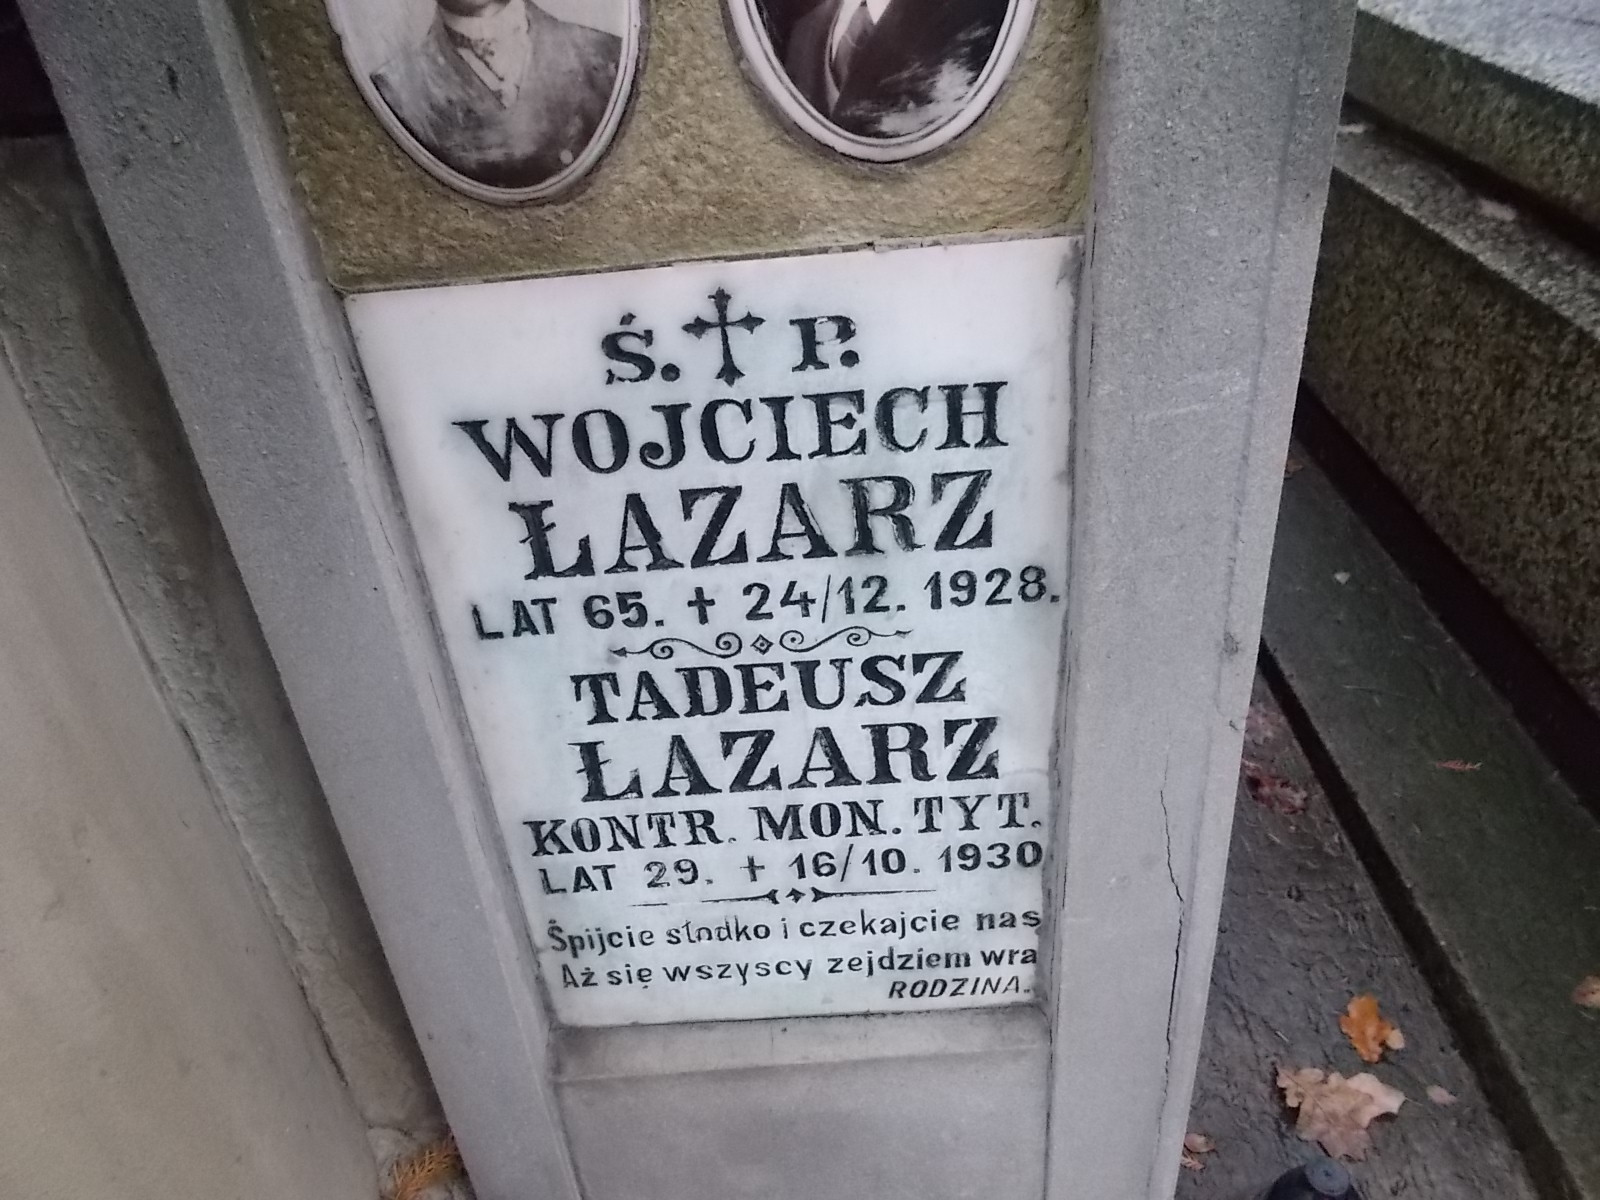 Ś. ✝ P.
WOJCIECH
ŁAZARZ
LAT 65. ✝ 24/12. 1928.
TADEUSZ
ŁAZARZ
KONTR. MON. TYT.
LAT 29. ✝ 16/10. 1930
Śpijcie słodko i czekajcie nas
Aż się wszyscy zejdziem wra
RODZINA.